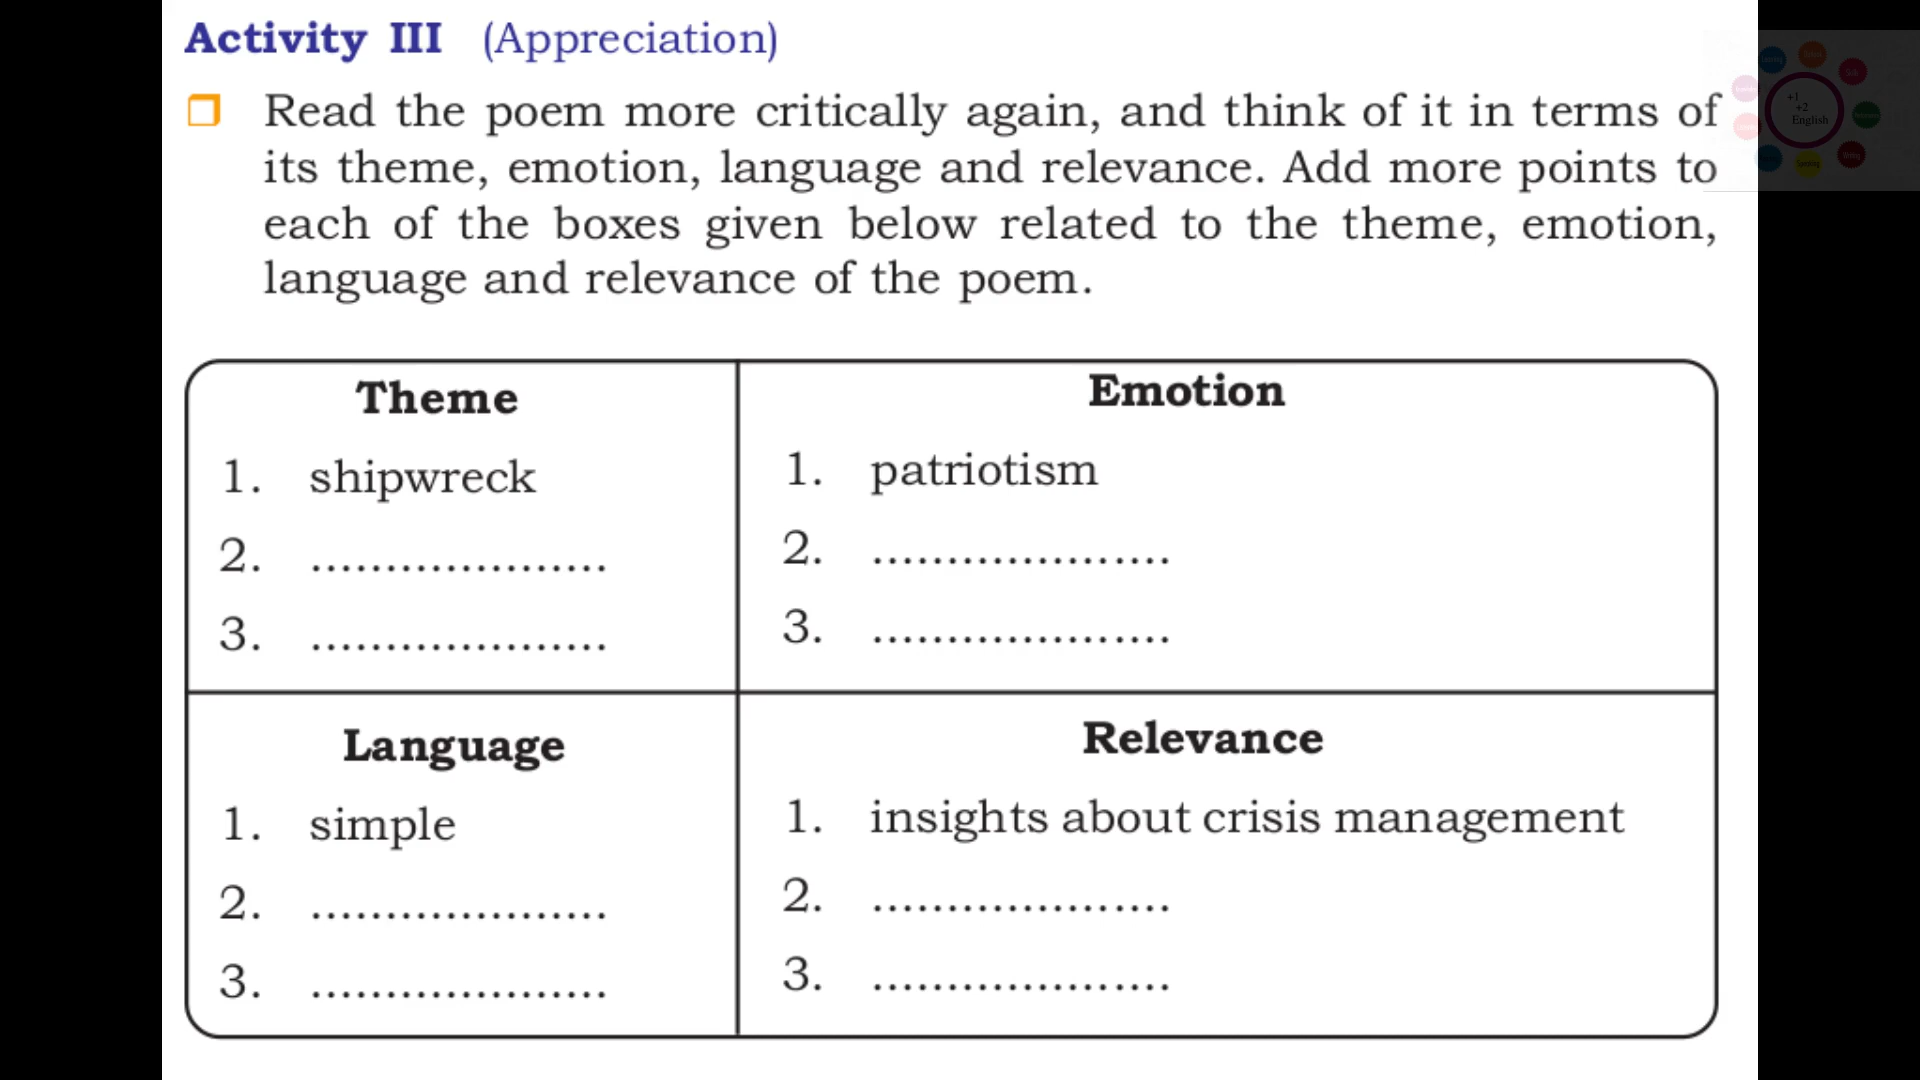 Activity III (Appreciation)
❒ Read the poem more critically again, and think of it in terms of
its theme, emotion, language and relevance. Add more points to
each of the boxes given below related to the theme, emotion,
language and relevance of the poem.
Theme
1. shipwreck
2. ....................
3. ....................
Emotion
1. patriotism
2. ....................
3. ....................
Language
1. simple
2. ....................
3. ....................
Relevance
1. insights about crisis management
2. ....................
3. ....................
+1
+2
English